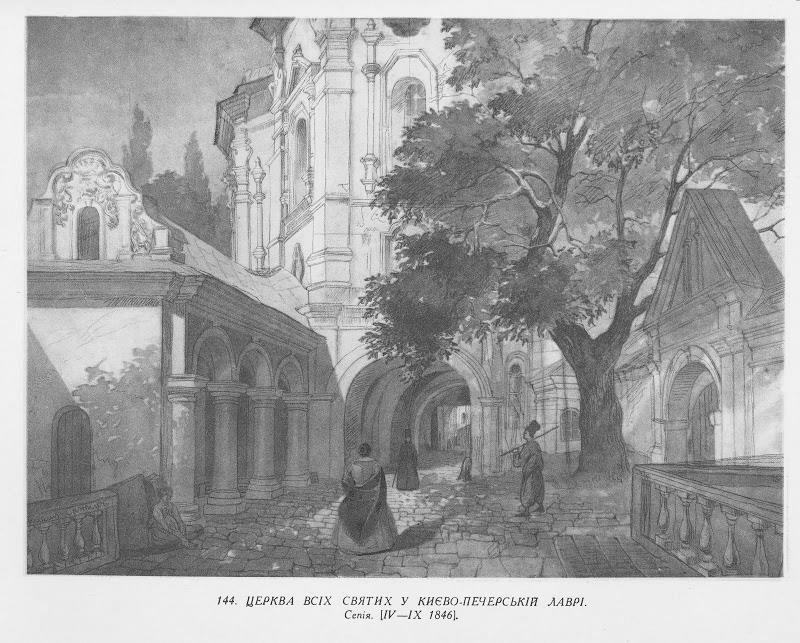 144. ЦЕРКВА ВСІХ СВЯТИХ У КИЄВО-ПЕЧЕРСЬКІЙ ЛАВРІ.
Сепія. [IV—IX 1846].